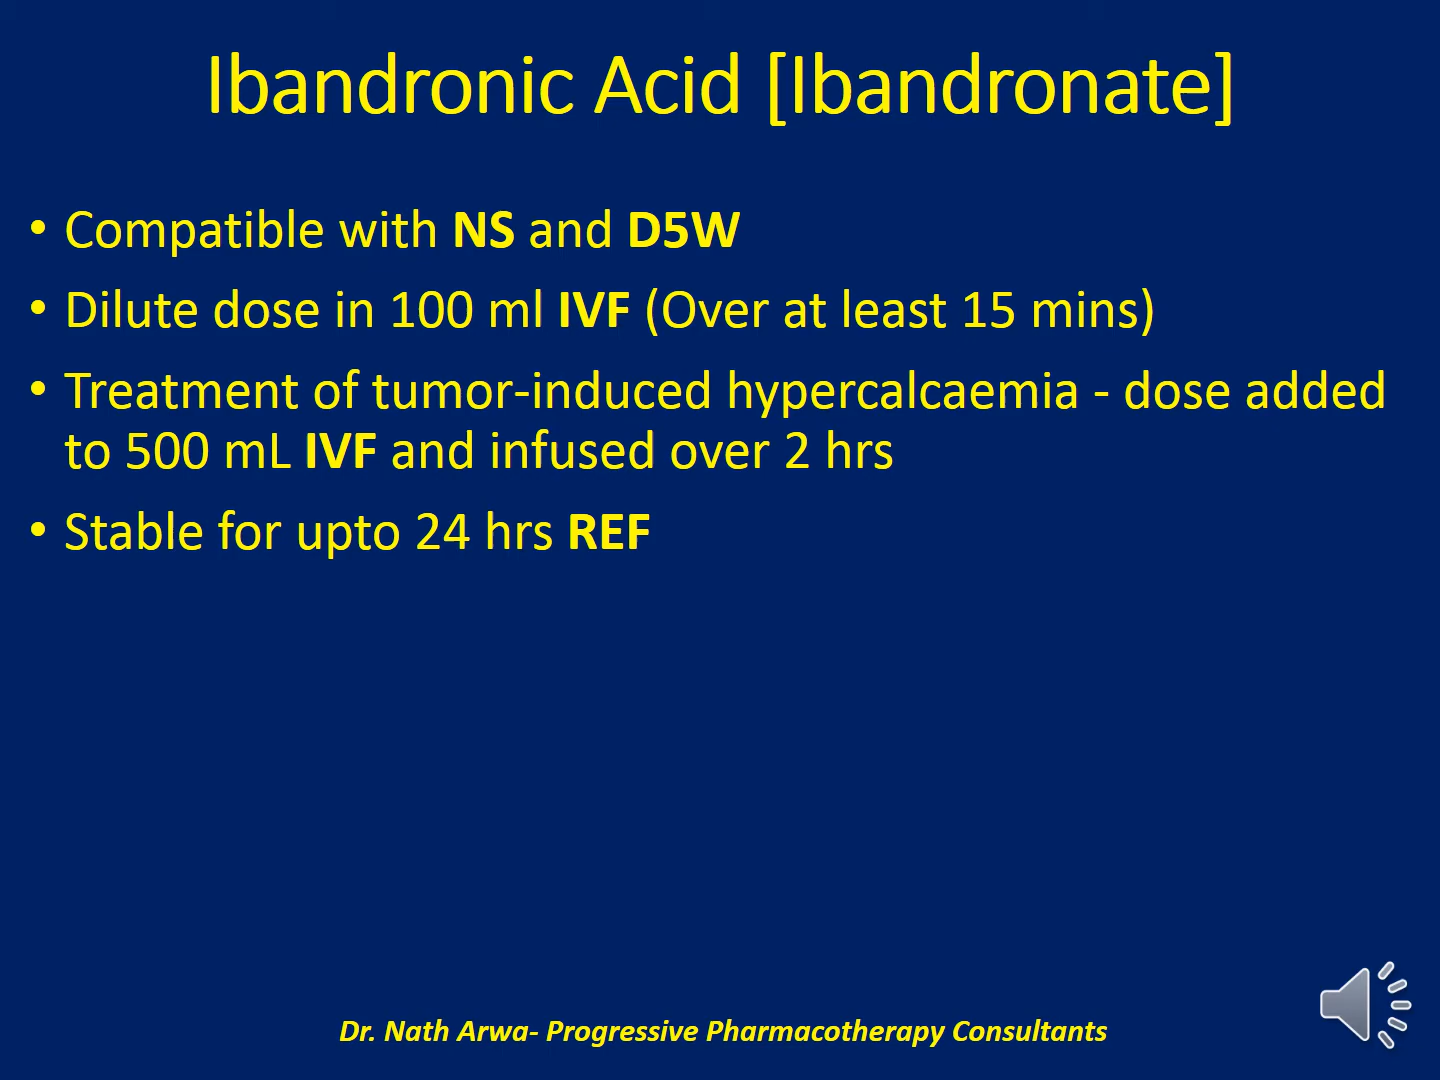 Ibandronic Acid [Ibandronate]
• Compatible with NS and D5W
• Dilute dose in 100 ml IVF (Over at least 15 mins)
• Treatment of tumor-induced hypercalcaemia - dose added
to 500 mL IVF and infused over 2 hrs
• Stable for upto 24 hrs REF
Dr. Nath Arwa- Progressive Pharmacotherapy Consultants